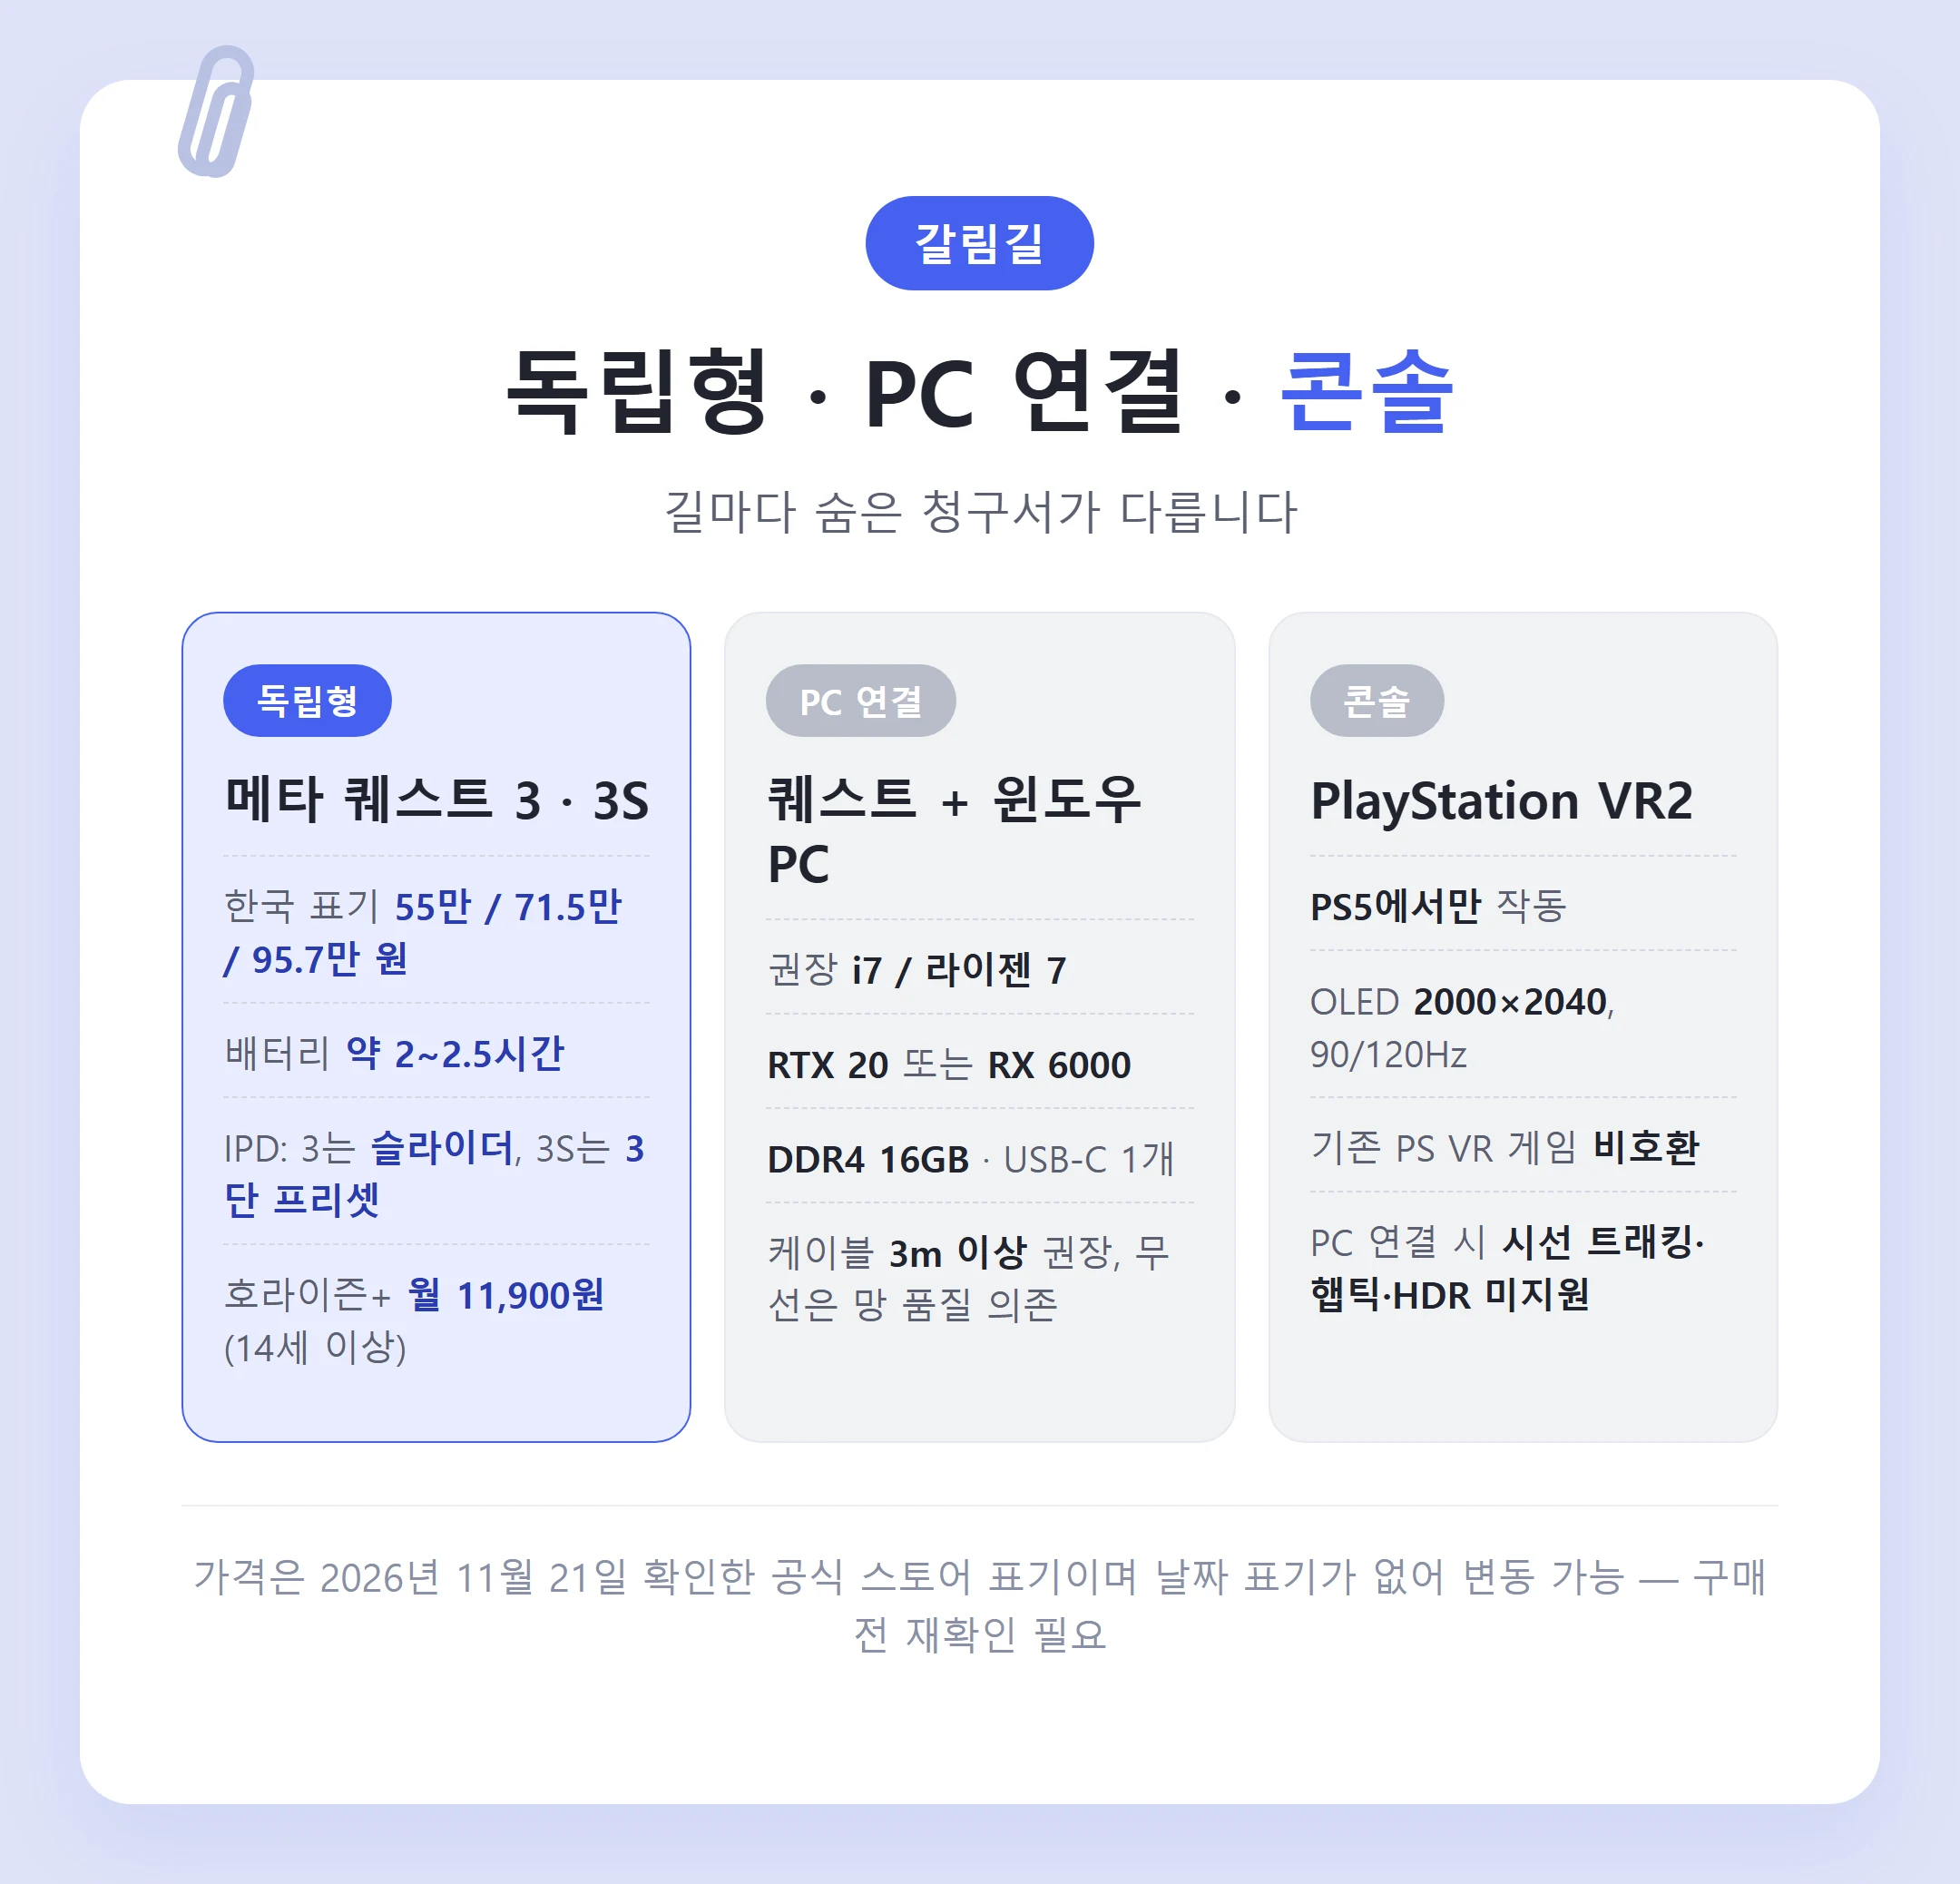 갈림길
독립형 · PC 연결 · 콘솔
길마다 숨은 청구서가 다릅니다
독립형
메타 퀘스트 3 · 3S
한국 표기 55만 / 71.5만
/ 95.7만 원
배터리 약 2~2.5시간
IPD: 3는 슬라이더, 3S는 3
단 프리셋
호라이즌+ 월 11,900원
(14세 이상)
PC 연결
퀘스트 + 윈도우
PC
권장 i7 / 라이젠 7
RTX 20 또는 RX 6000
DDR4 16GB · USB-C 1개
케이블 3m 이상 권장, 무
선은 망 품질 의존
콘솔
PlayStation VR2
PS5에서만 작동
OLED 2000×2040,
90/120Hz
기존 PS VR 게임 비호환
PC 연결 시 시선 트래킹·
햅틱·HDR 미지원
가격은 2026년 11월 21일 확인한 공식 스토어 표기이며 날짜 표기가 없어 변동 가능 — 구매
전 재확인 필요